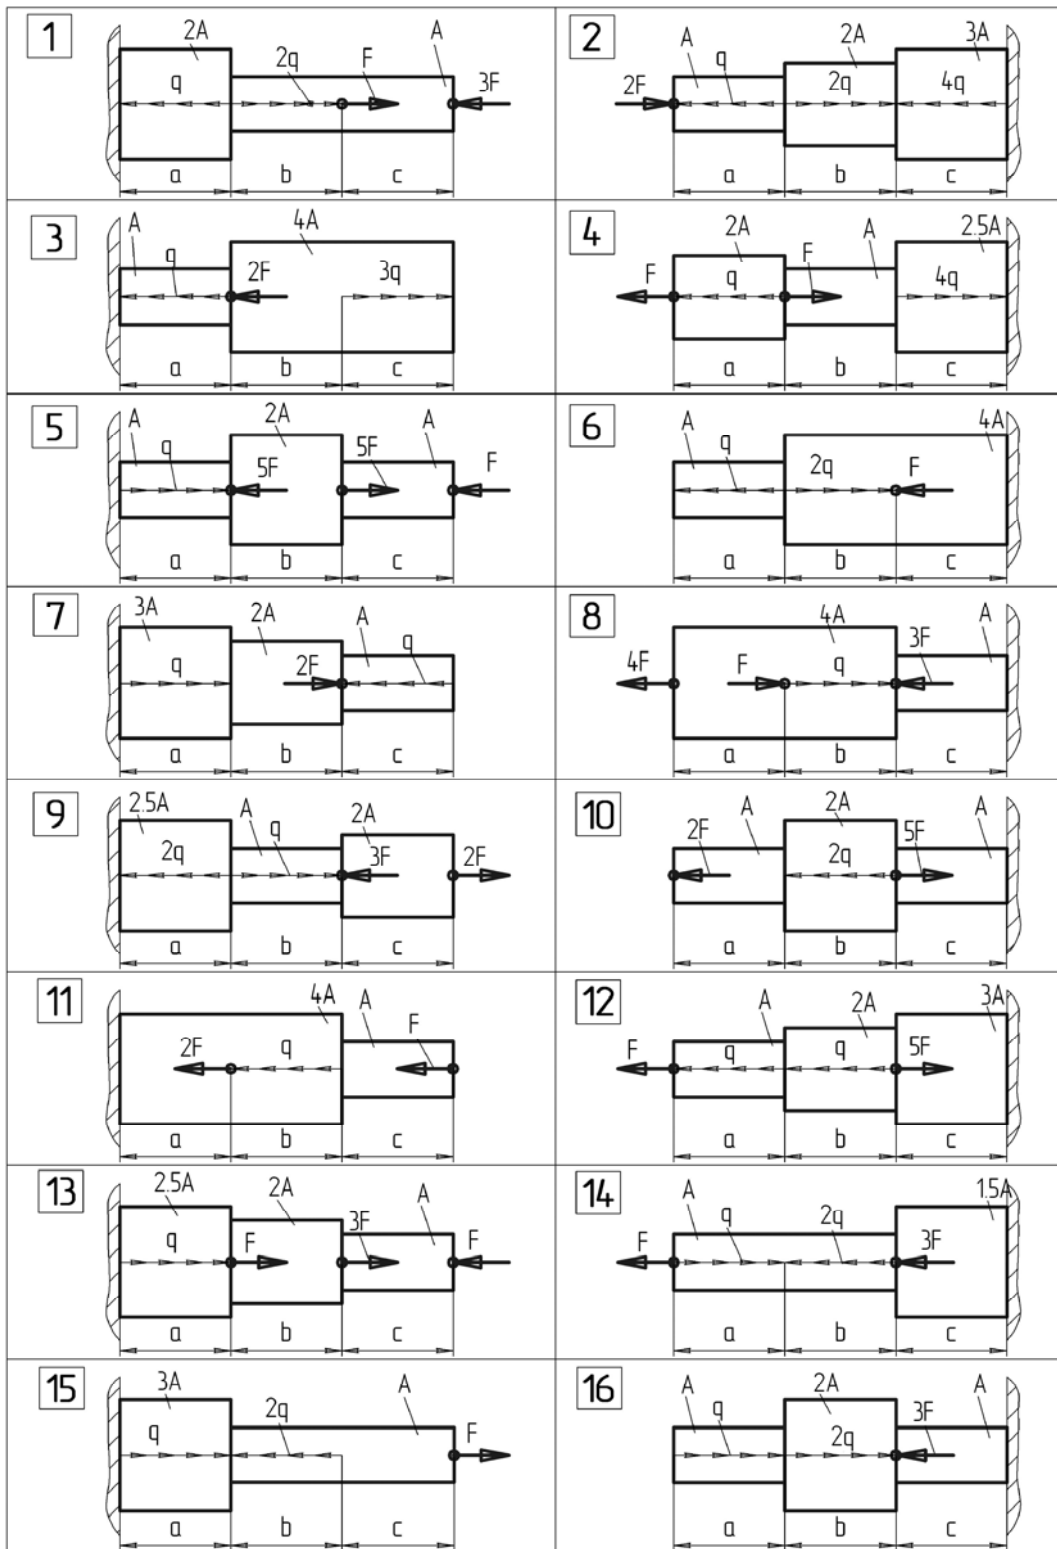 1 2A q 2q F A 3F
a b c
2 2F A q 2A 2q 3A 4q
a b c
3 A q 2F 4A 3q
a b c
4 F 2A q F A 2.5A 4q
a b c
5 A q 5F 2A 5F A F
a b c
6 A q 2q F 4A
a b c
7 3A q 2A 2F A q
a b c
8 4F F 4A q 3F A
a b c
9 2.5A 2q A q 2A 3F 2F
a b c
10 2F A 2A 2q 5F A
a b c
11 2F q 4A A F
a b c
12 F A q 2A q 5F 3A
a b c
13 2.5A q F 2A 3F A F
a b c
14 F A q 2q 3F 1.5A
a b c
15 3A q 2q A F
a b c
16 A q 2A 2q 3F A
a b c